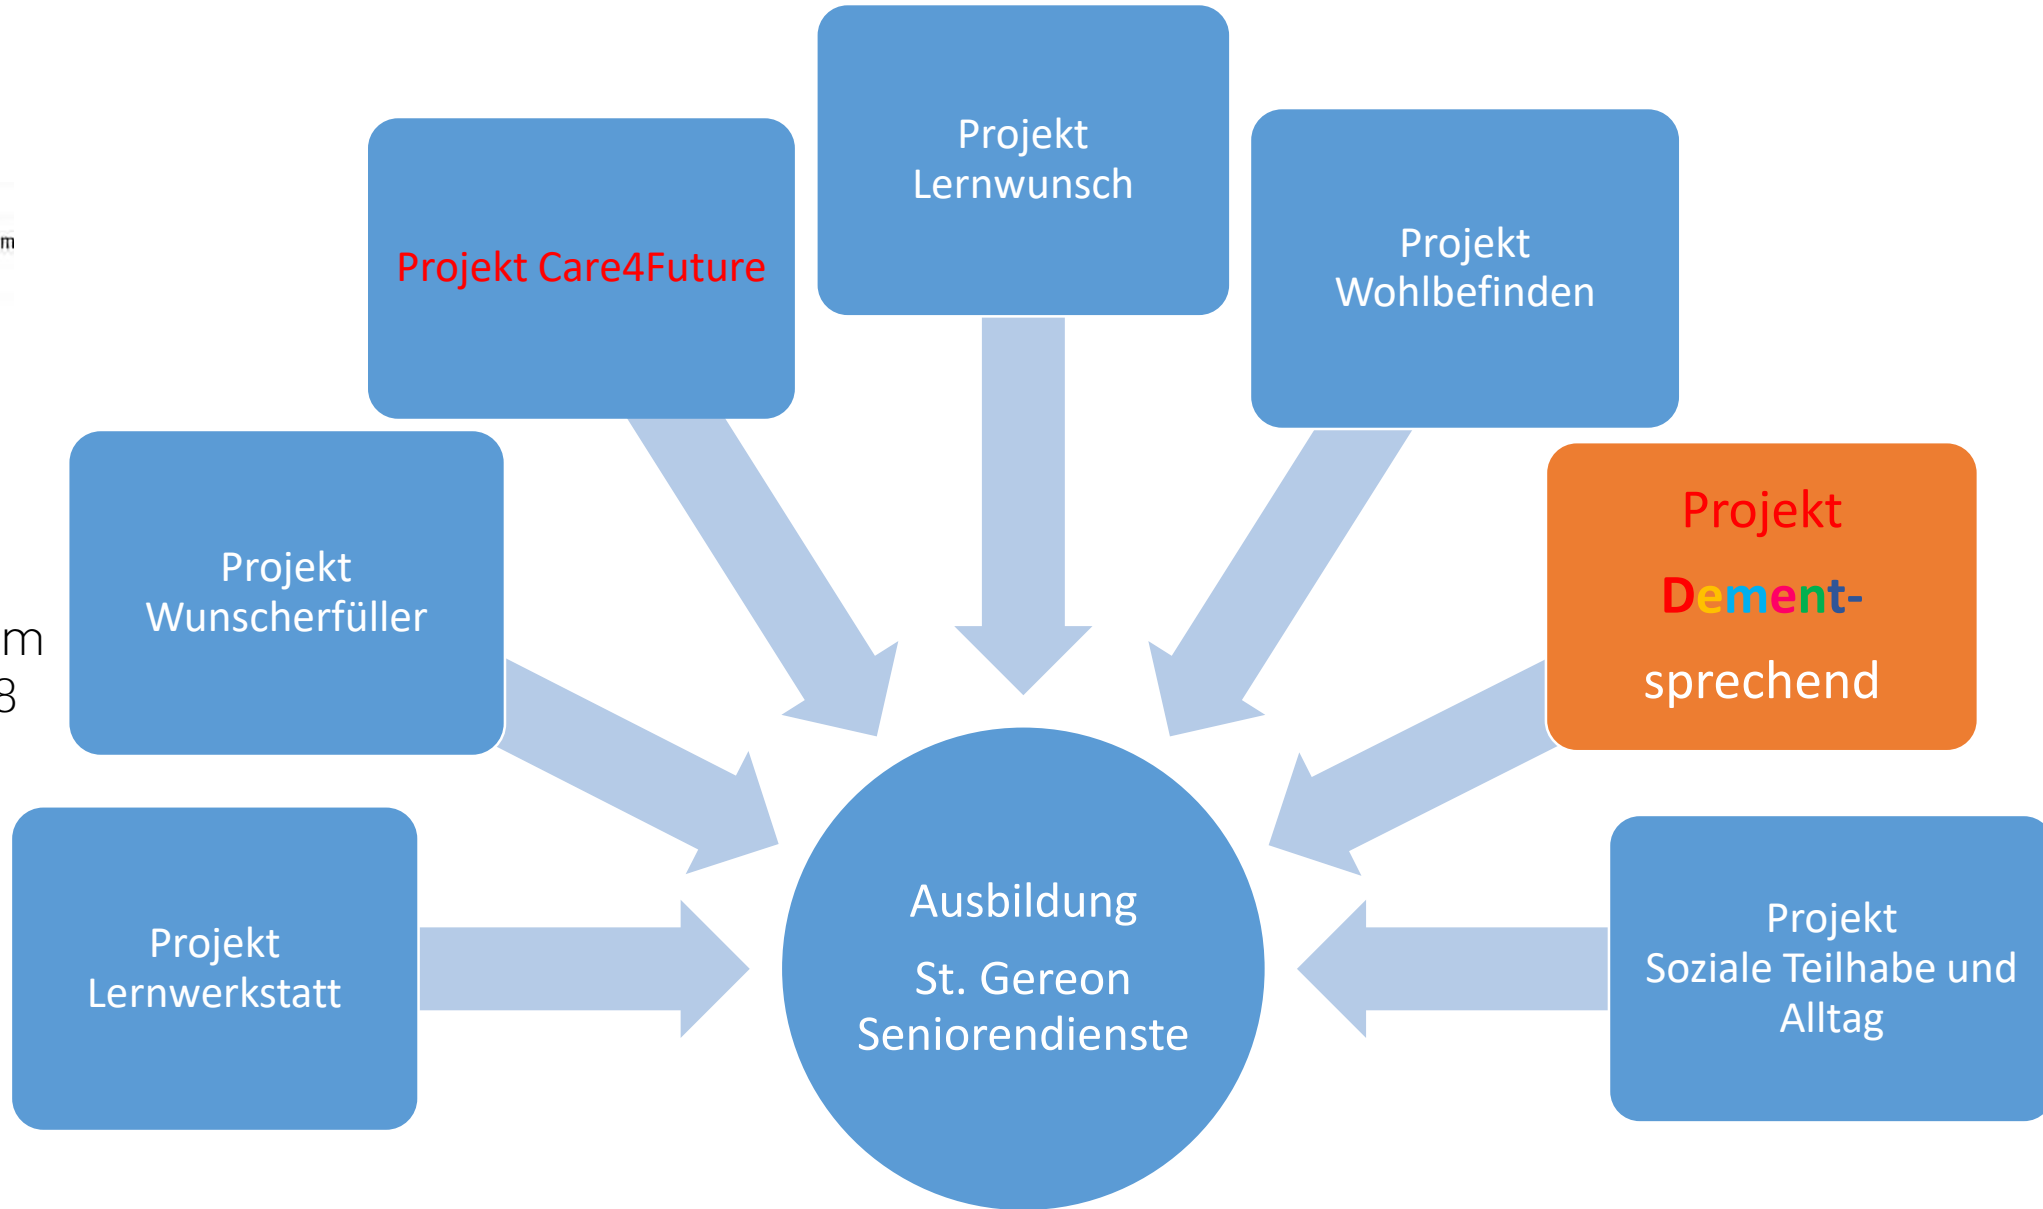 Projekt
Lernwunsch
Projekt Care4Future
Projekt
Wohlbefinden
m
Projekt
Dement-
sprechend
Projekt
Wunscherfüller
m
8
Projekt
Lernwerkstatt
Ausbildung
St. Gereon
Seniorendienste
Projekt
Soziale Teilhabe und
Alltag